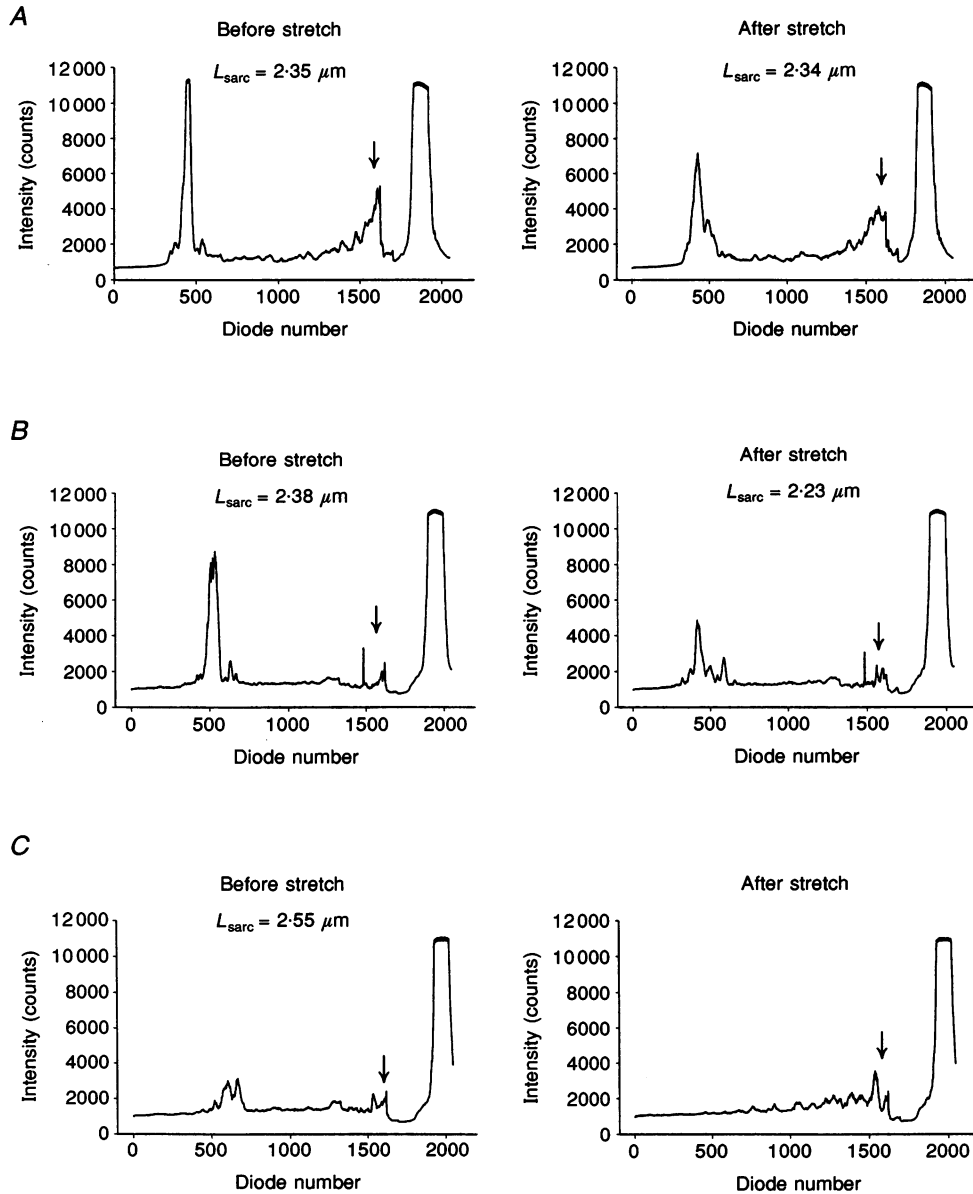 A
Before stretch
L_sarc = 2·35 μm
12 000
10 000
8000
6000
4000
2000
0
Intensity (counts)
0 500 1000 1500 2000
Diode number
After stretch
L_sarc = 2·34 μm
12 000
10 000
8000
6000
4000
2000
0
Intensity (counts)
0 500 1000 1500 2000
Diode number
B
Before stretch
L_sarc = 2·38 μm
12 000
10 000
8000
6000
4000
2000
0
Intensity (counts)
0 500 1000 1500 2000
Diode number
After stretch
L_sarc = 2·23 μm
12 000
10 000
8000
6000
4000
2000
0
Intensity (counts)
0 500 1000 1500 2000
Diode number
C
Before stretch
L_sarc = 2·55 μm
12 000
10 000
8000
6000
4000
2000
0
Intensity (counts)
0 500 1000 1500 2000
Diode number
After stretch
12 000
10 000
8000
6000
4000
2000
0
Intensity (counts)
0 500 1000 1500 2000
Diode number